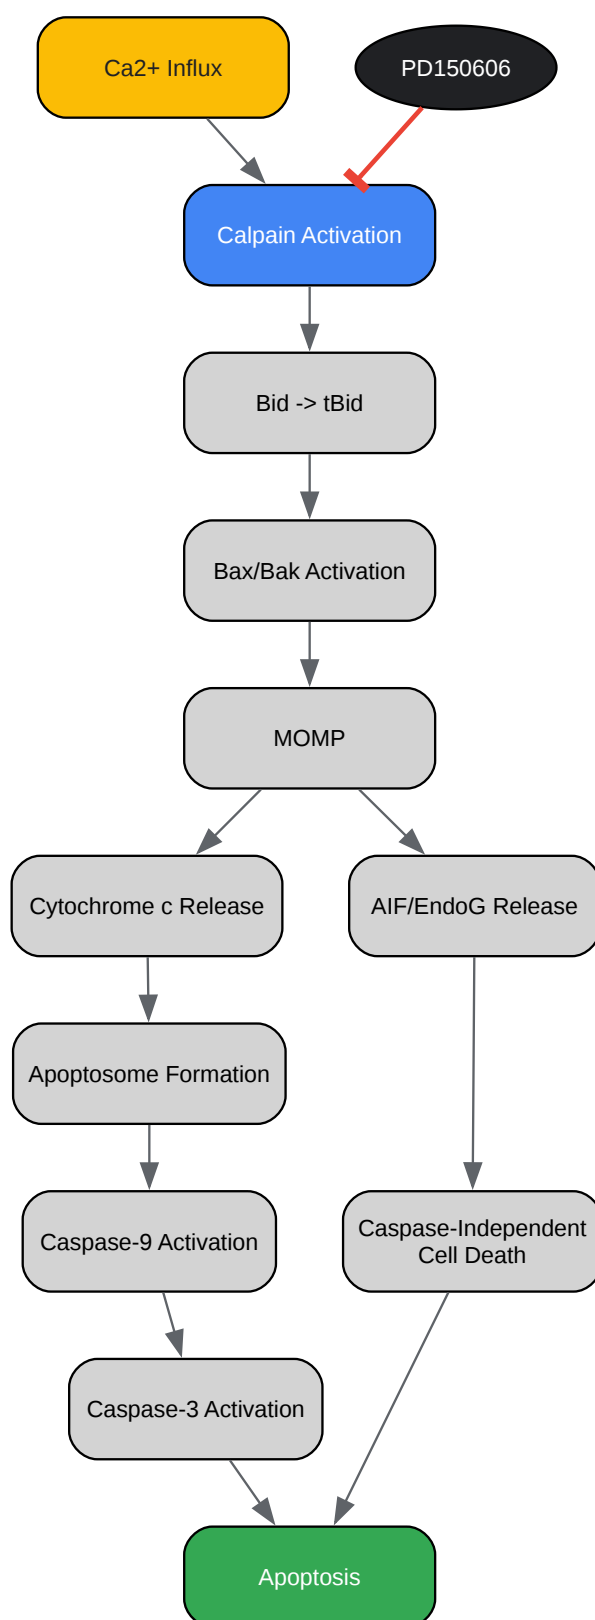 Ca2+ Influx
PD150606
Calpain Activation
Bid -> tBid
Bax/Bak Activation
MOMP
Cytochrome c Release
AIF/EndoG Release
Apoptosome Formation
Caspase-9 Activation
Caspase-Independent
Cell Death
Caspase-3 Activation
Apoptosis